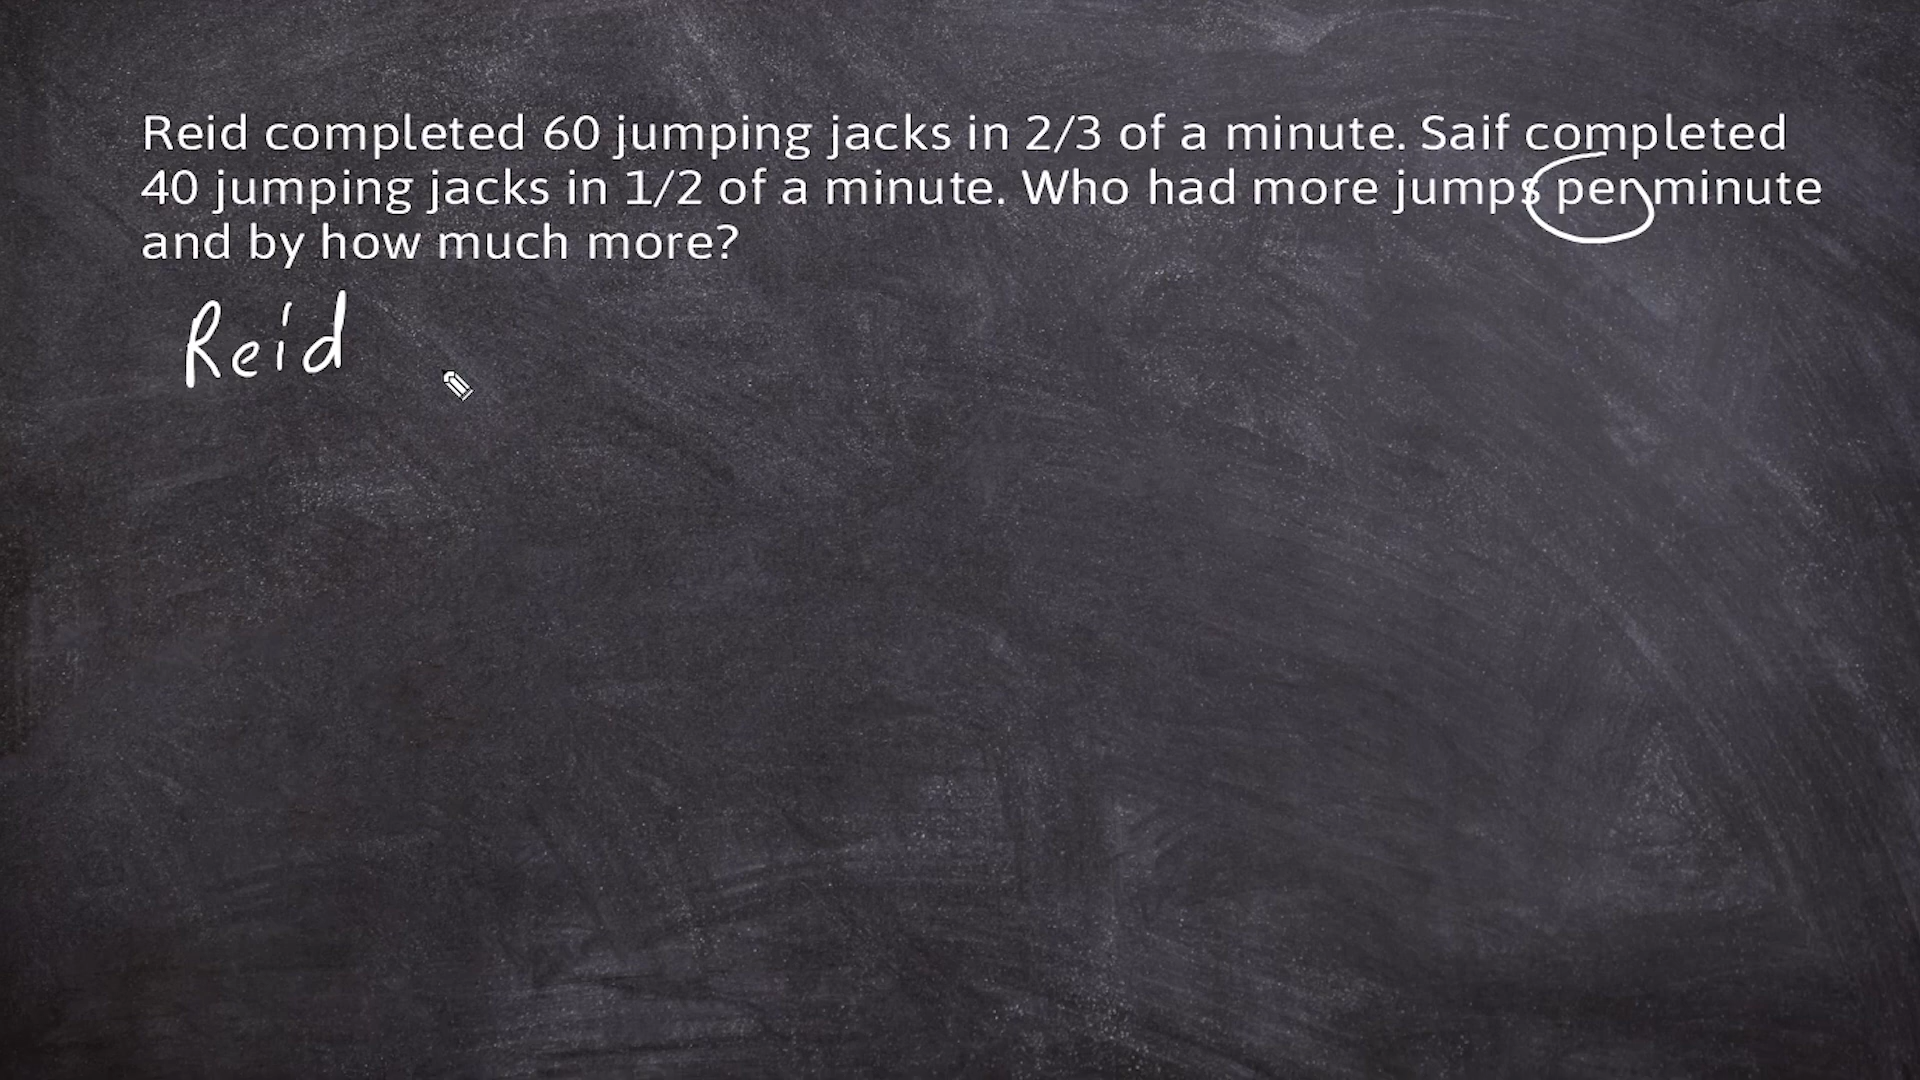 Reid completed 60 jumping jacks in 2/3 of a minute. Saif completed
40 jumping jacks in 1/2 of a minute. Who had more jumps per minute
and by how much more?
Reid